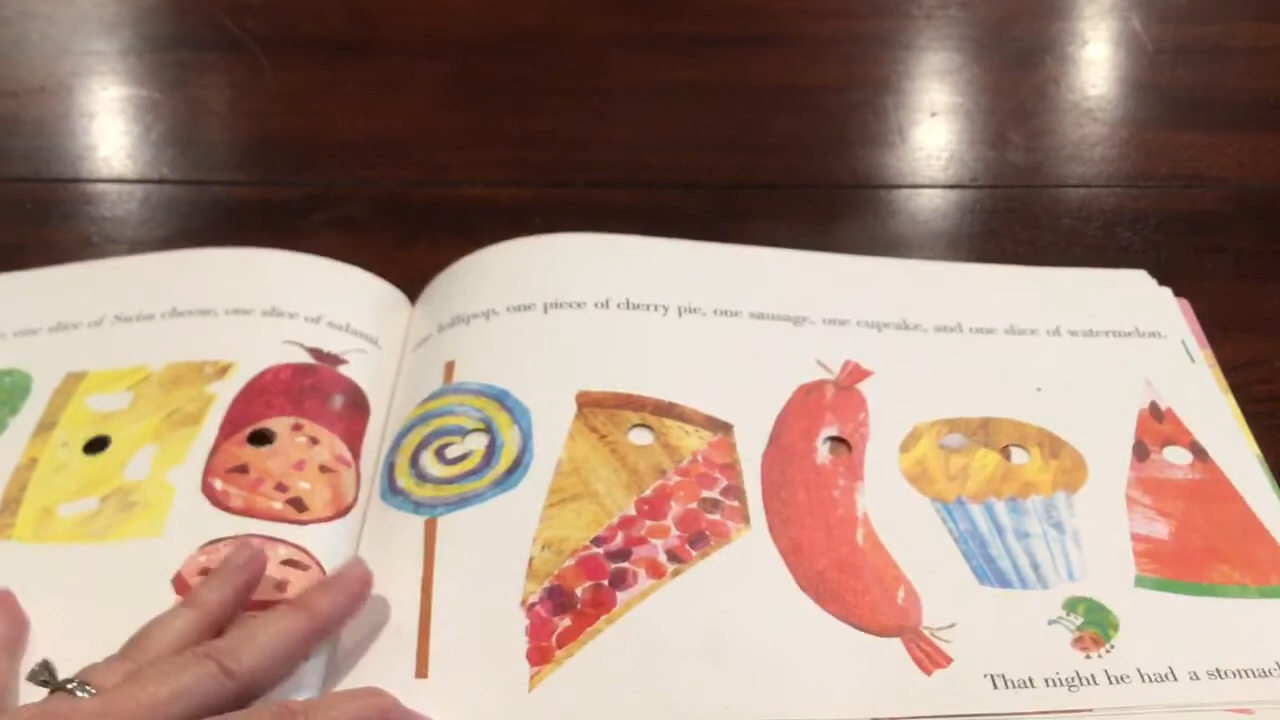 one slice of Swiss cheese, one slice of salami,
lollipop, one piece of cherry pie, one sausage, one cupcake, and one slice of watermelon.
That night he had a